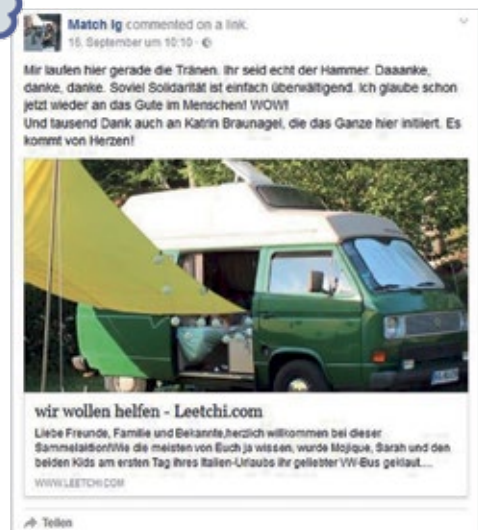 Match Ig commented on a link.
15. September um 10:10 ·
Mir laufen hier gerade die Tränen. Ihr seid echt der Hammer. Daaanke,
danke, danke. Soviel Solidarität ist einfach überwältigend. Ich glaube schon
jetzt wieder an das Gute im Menschen! WOW!
Und tausend Dank auch an Katrin Braunagel, die das Ganze hier initiiert. Es
kommt von Herzen!
wir wollen helfen - Leetchi.com
Liebe Freunde, Familie und Bekannte,herzlich willkommen bei dieser
Sammelaktion!Wie die meisten von Euch ja wissen, wurde Mojique, Sarah und den
beiden Kids am ersten Tag ihres Italien-Urlaubs ihr geliebter VW-Bus geklaut....
WWW.LEETCHI.COM
Teilen